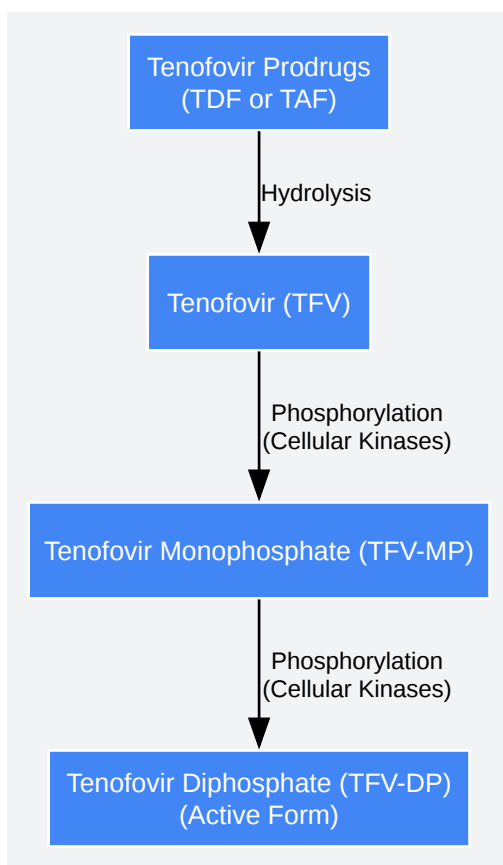 Tenofovir Prodrugs
(TDF or TAF)
Hydrolysis
Tenofovir (TFV)
Phosphorylation
(Cellular Kinases)
Tenofovir Monophosphate (TFV-MP)
Phosphorylation
(Cellular Kinases)
Tenofovir Diphosphate (TFV-DP)
(Active Form)